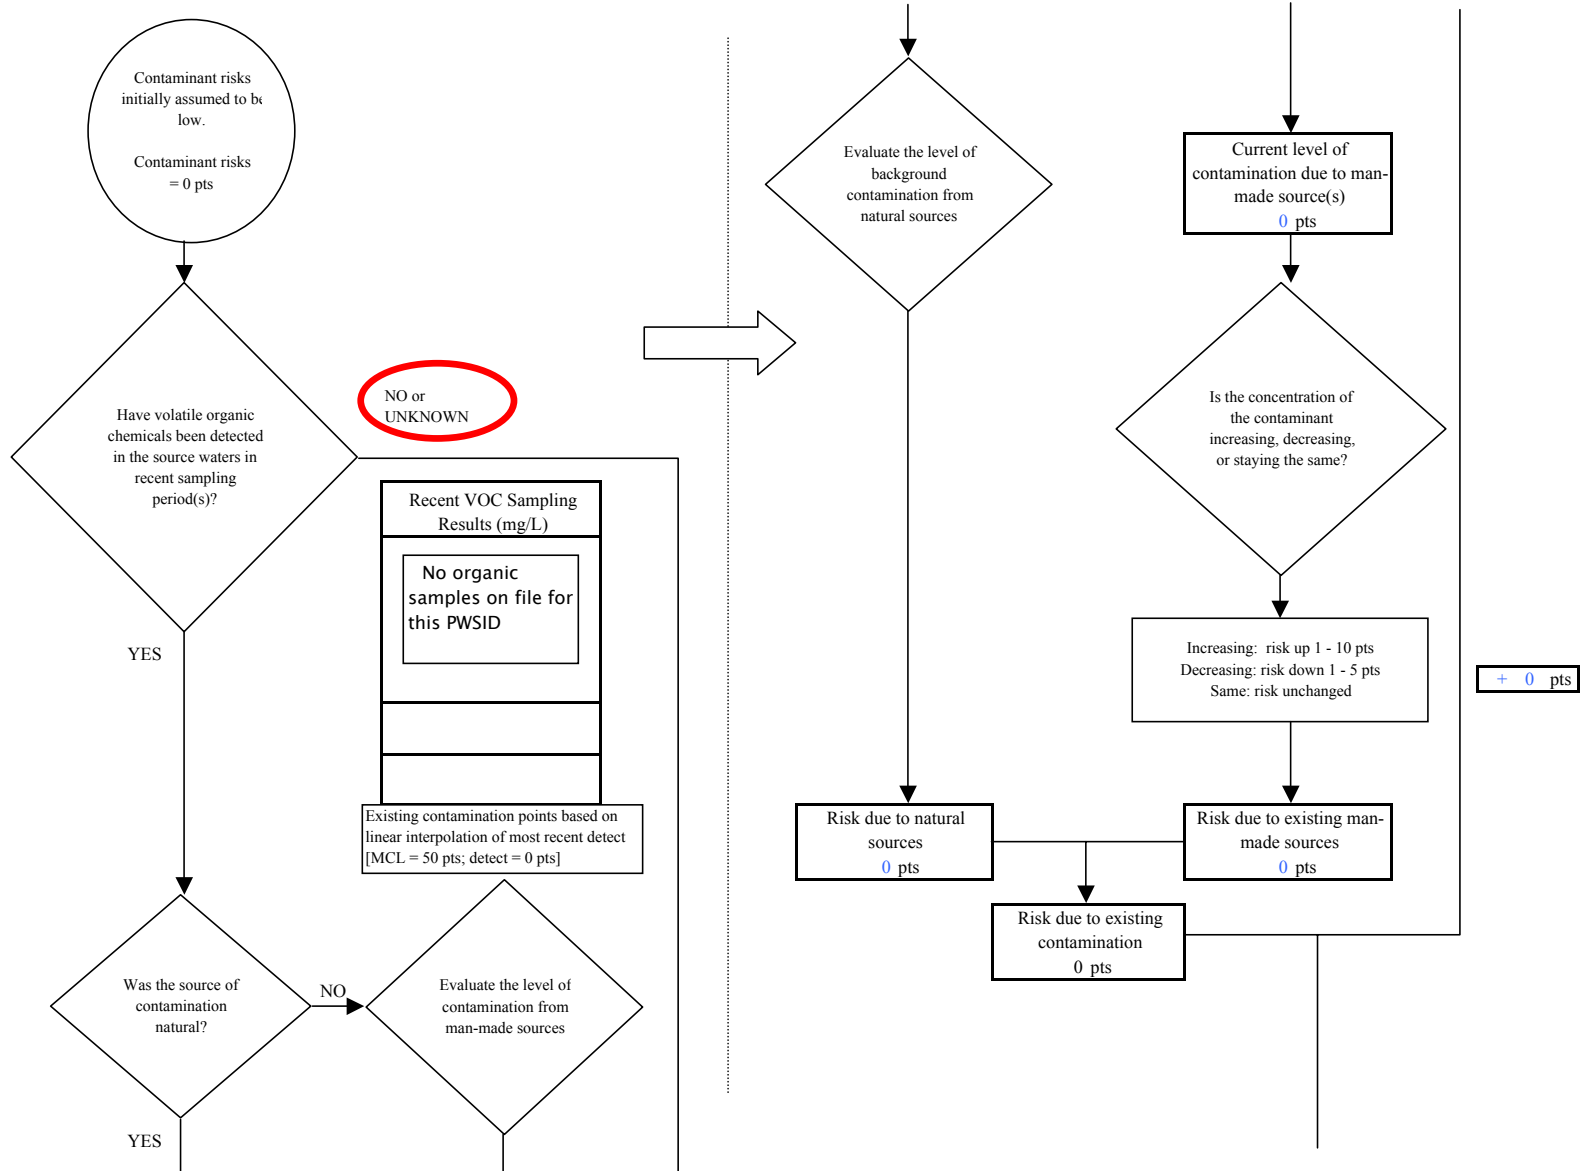 Contaminant risks
initially assumed to be
low.
Contaminant risks
= 0 pts
Have volatile organic
chemicals been detected
in the source waters in
recent sampling
period(s)?
NO or
UNKNOWN
YES
Recent VOC Sampling
Results (mg/L)
No organic
samples on file for
this PWSID
Existing contamination points based on
linear interpolation of most recent detect
[MCL = 50 pts; detect = 0 pts]
Was the source of
contamination
natural?
NO
YES
Evaluate the level of
contamination from
man-made sources
Evaluate the level of
background
contamination from
natural sources
Current level of
contamination due to man-
made source(s)
0 pts
Is the concentration of
the contaminant
increasing, decreasing,
or staying the same?
Increasing: risk up 1 - 10 pts
Decreasing: risk down 1 - 5 pts
Same: risk unchanged
+ 0 pts
Risk due to natural
sources
0 pts
Risk due to existing man-
made sources
0 pts
Risk due to existing
contamination
0 pts